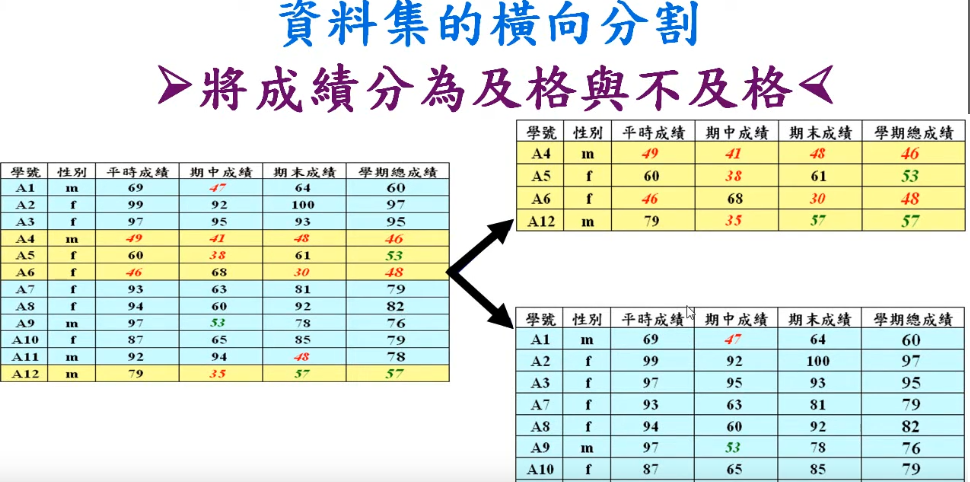 資料集的橫向分割
將成績分為及格與不及格
學號 性別 平時成績 期中成績 期末成績 學期總成績
A1 m 69 47 64 60
A2 f 99 92 100 97
A3 f 97 95 93 95
A4 m 49 41 48 46
A5 f 60 38 61 53
A6 f 46 68 30 48
A7 f 93 63 81 79
A8 f 94 60 92 82
A9 m 97 53 78 76
A10 f 87 65 85 79
A11 m 92 94 48 78
A12 m 79 35 57 57
學號 性別 平時成績 期中成績 期末成績 學期總成績
A4 m 49 41 48 46
A5 f 60 38 61 53
A6 f 46 68 30 48
A12 m 79 35 57 57
學號 性別 平時成績 期中成績 期末成績 學期總成績
A1 m 69 47 64 60
A2 f 99 92 100 97
A3 f 97 95 93 95
A7 f 93 63 81 79
A8 f 94 60 92 82
A9 m 97 53 78 76
A10 f 87 65 85 79